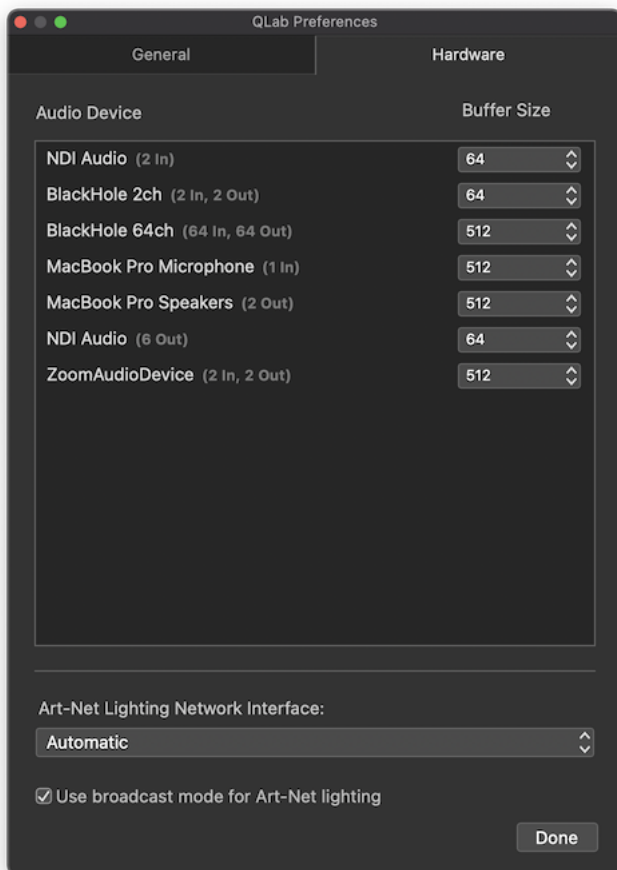 QLab Preferences
General Hardware
Audio Device Buffer Size
NDI Audio (2 In) 64
BlackHole 2ch (2 In, 2 Out) 64
BlackHole 64ch (64 In, 64 Out) 512
MacBook Pro Microphone (1 In) 512
MacBook Pro Speakers (2 Out) 512
NDI Audio (6 Out) 64
ZoomAudioDevice (2 In, 2 Out) 512
Art-Net Lighting Network Interface:
Automatic
Use broadcast mode for Art-Net lighting
Done